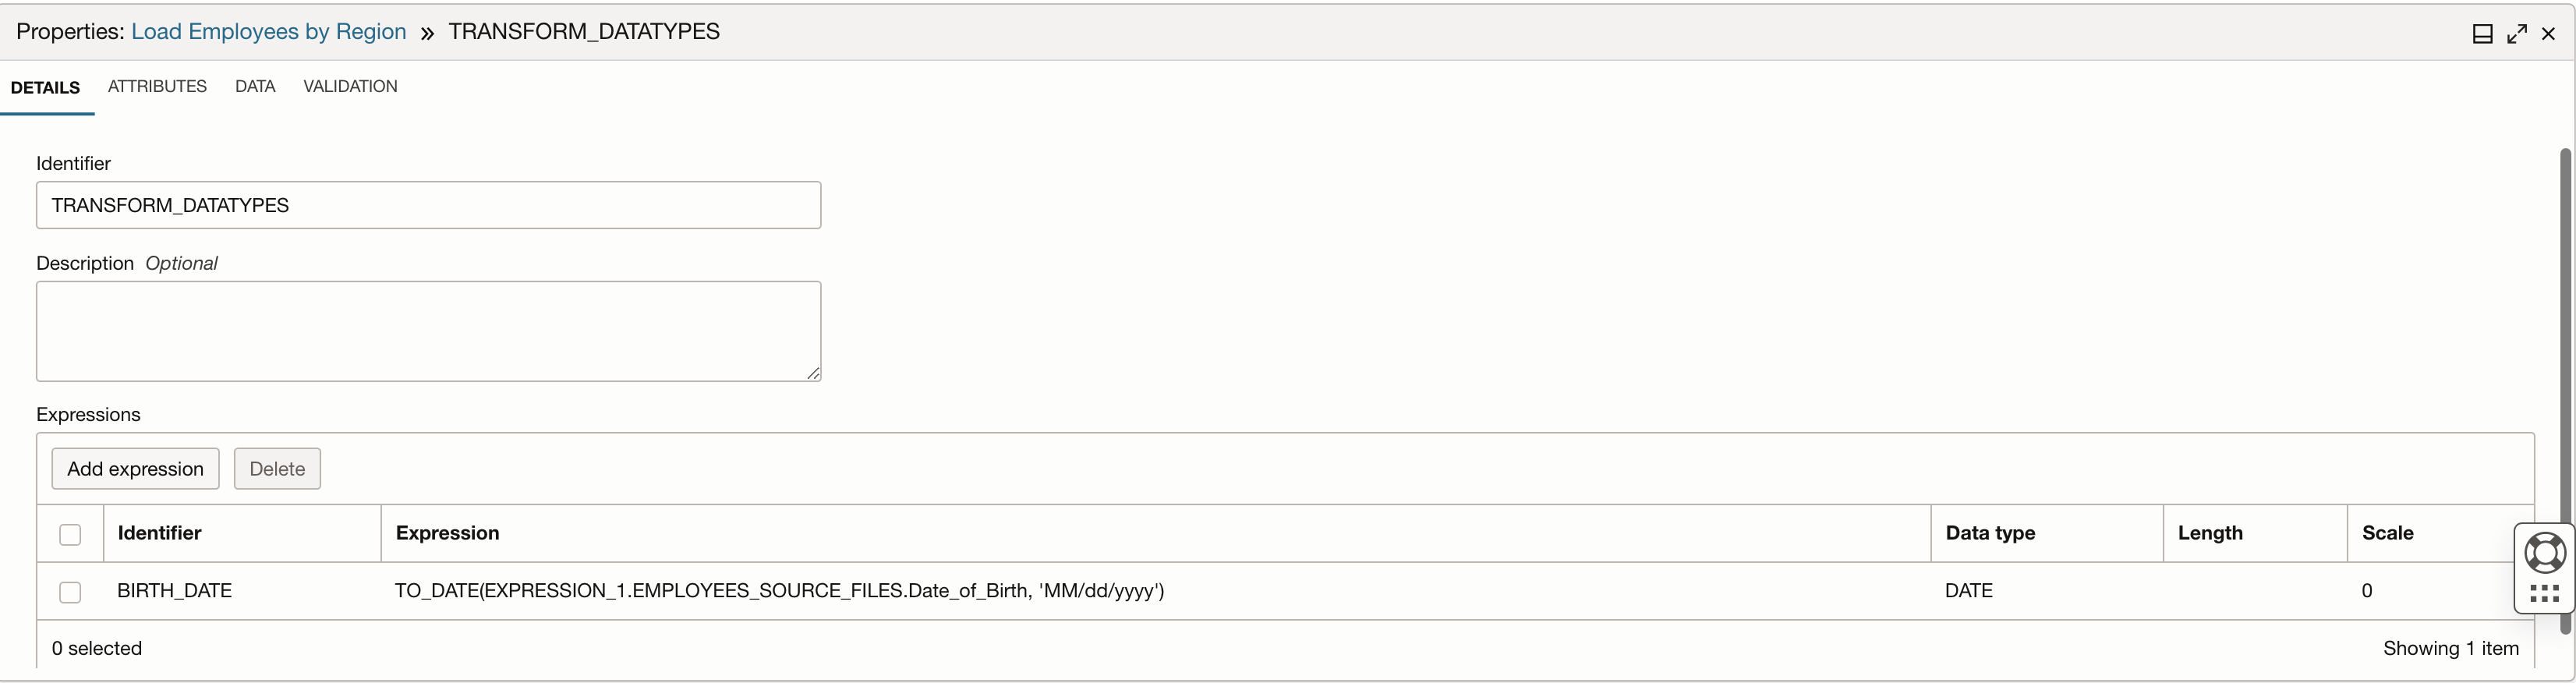 Properties: Load Employees by Region » TRANSFORM_DATATYPES
DETAILS ATTRIBUTES DATA VALIDATION
Identifier
TRANSFORM_DATATYPES
Description Optional
Expressions
Add expression Delete
Identifier Expression Data type Length Scale
BIRTH_DATE TO_DATE(EXPRESSION_1.EMPLOYEES_SOURCE_FILES.Date_of_Birth, 'MM/dd/yyyy') DATE 0
0 selected Showing 1 item